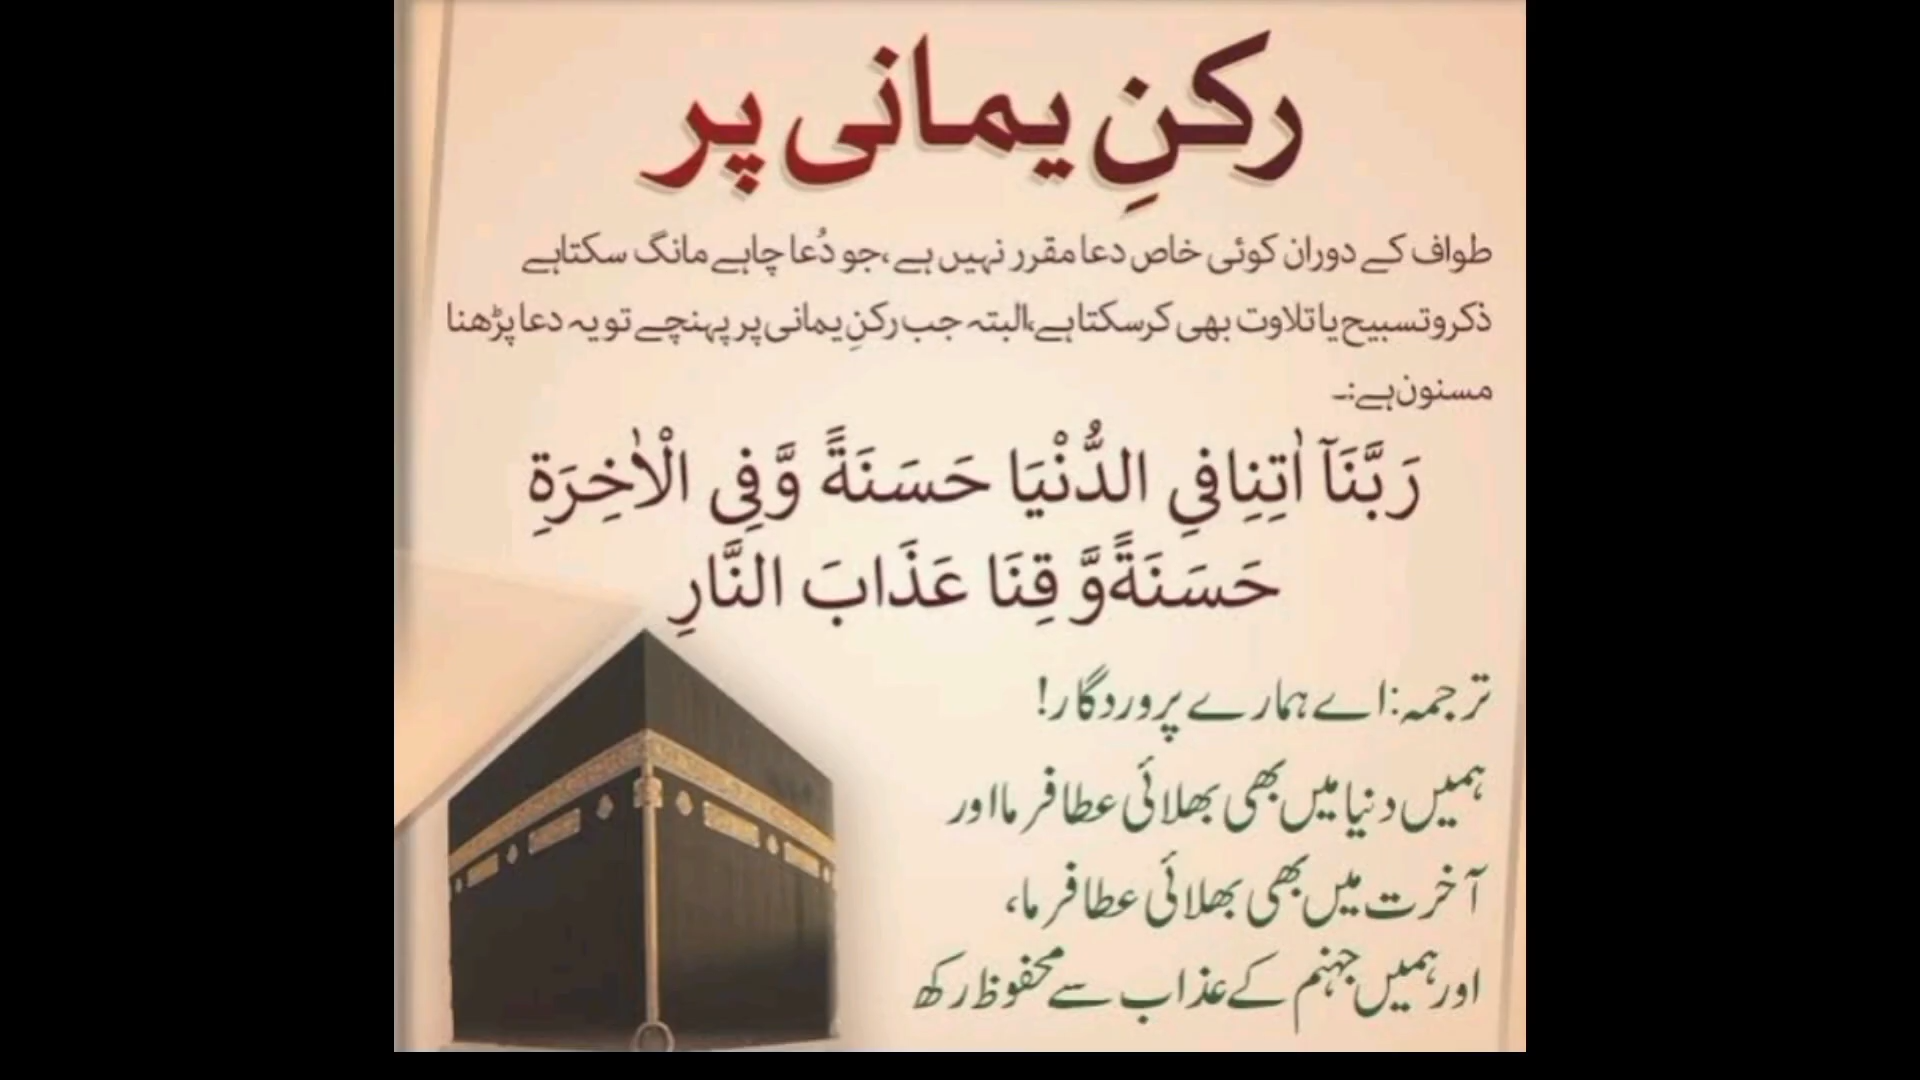 رکنِ یمانی پر
طواف کے دوران کوئی خاص دعا مقرر نہیں ہے ،جو دُعا چاہے مانگ سکتاہے
ذکر و تسبیح یا تلاوت بھی کرسکتا ہے،البتہ جب رکنِ یمانی پر پہنچے تو یہ دعا پڑھنا
مسنون ہے:۔
رَبَّنَآ اٰتِنِا فیِ الدُّنْیَا حَسَنَةً وَّفِی الْاٰخِرَةِ
حَسَنَةًوَّ قِنَا عَذَابَ النَّارِ
ترجمہ:اے ہمارے پروردگار!
ہمیں دنیا میں بھی بھلائی عطا فرما اور
آخرت میں بھی بھلائی عطا فرما،
اور ہمیں جہنم کے عذاب سے محفوظ رکھ